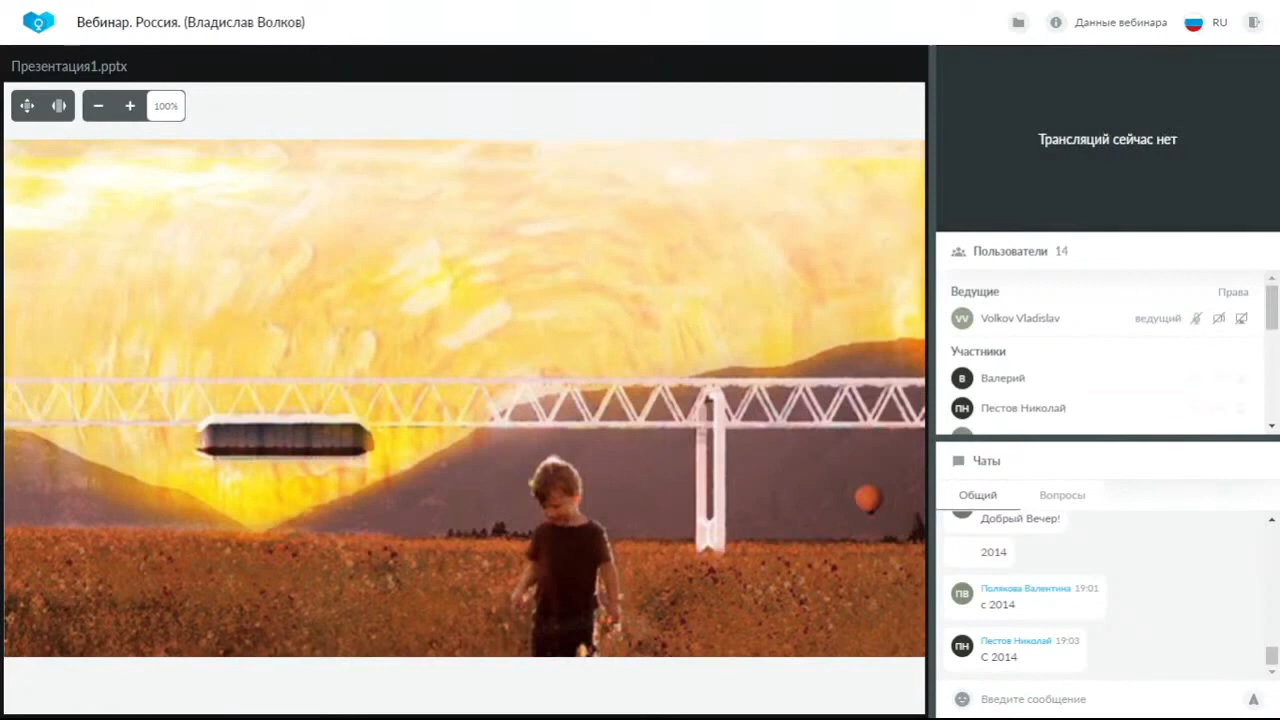 Вебинар. Россия. (Владислав Волков)
Данные вебинара
RU
Презентация1.pptx
100%
Трансляций сейчас нет
Пользователи 14
Ведущие Права
VV Volkov Vladislav ведущий
Участники
В Валерий
ПН Пестов Николай
Чаты
Общий Вопросы
Добрый Вечер!
2014
ПВ Полякова Валентина 19:01
с 2014
ПН Пестов Николай 19:03
С 2014
Введите сообщение